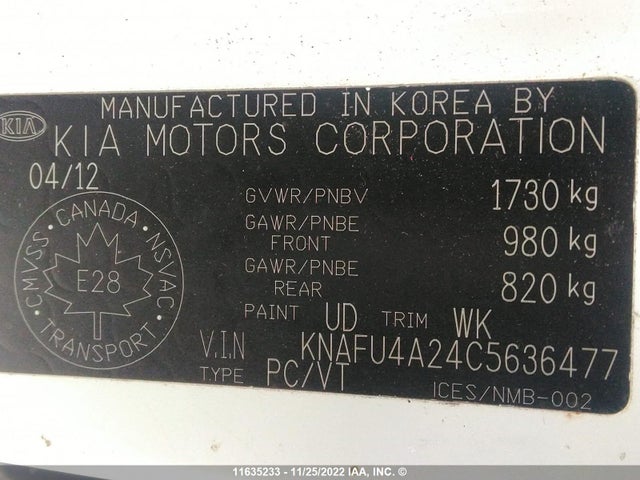 MANUFACTURED IN KOREA BY
KIA
KIA MOTORS CORPORATION
04/12
GVWR/PNBV 1730 kg
GAWR/PNBE
FRONT 980 kg
GAWR/PNBE
REAR 820 kg
CANADA
CMVSS NSVAC
E28
TRANSPORT
PAINT UD TRIM WK
V.I.N KNAFU4A24C5636477
TYPE PC/VT
ICES/NMB-002
11635233 - 11/25/2022 IAA, INC. ©